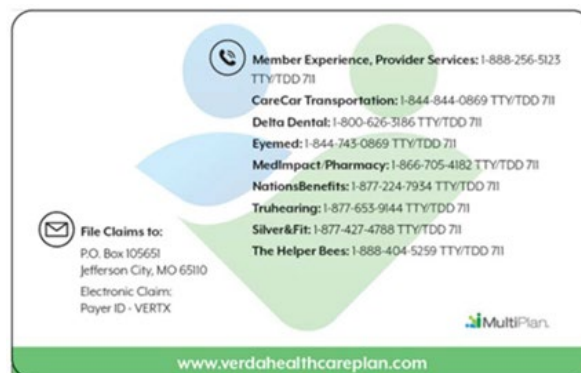 Member Experience, Provider Services: 1-888-256-5123
TTY/TDD 711
CareCar Transportation: 1-844-844-0869 TTY/TDD 711
Delta Dental: 1-800-626-3186 TTY/TDD 711
Eyemed: 1-844-743-0869 TTY/TDD 711
MedImpact/Pharmacy: 1-866-705-4182 TTY/TDD 711
NationsBenefits: 1-877-224-7934 TTY/TDD 711
Truhearing: 1-877-653-9144 TTY/TDD 711
Silver&Fit: 1-877-427-4788 TTY/TDD 711
The Helper Bees: 1-888-404-5259 TTY/TDD 711
File Claims to:
P.O. Box 105651
Jefferson City, MO 65110
Electronic Claim:
Payer ID - VERTX
MultiPlan.
www.verdahealthcareplan.com